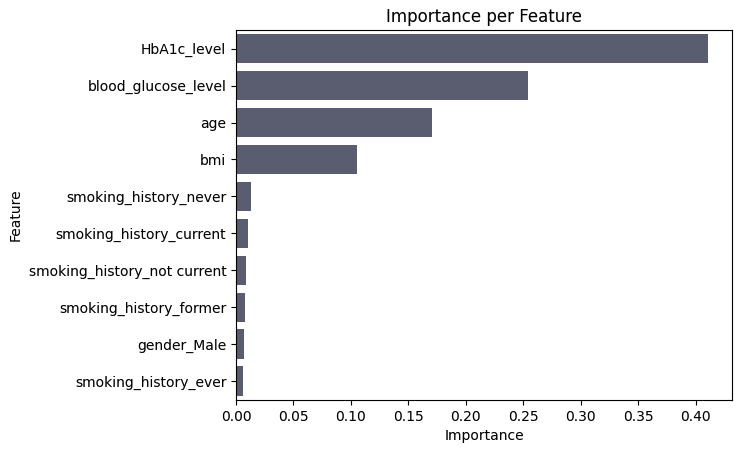 Importance per Feature
Feature
HbA1c_level
blood_glucose_level
age
bmi
smoking_history_never
smoking_history_current
smoking_history_not current
smoking_history_former
gender_Male
smoking_history_ever
0.00 0.05 0.10 0.15 0.20 0.25 0.30 0.35 0.40
Importance